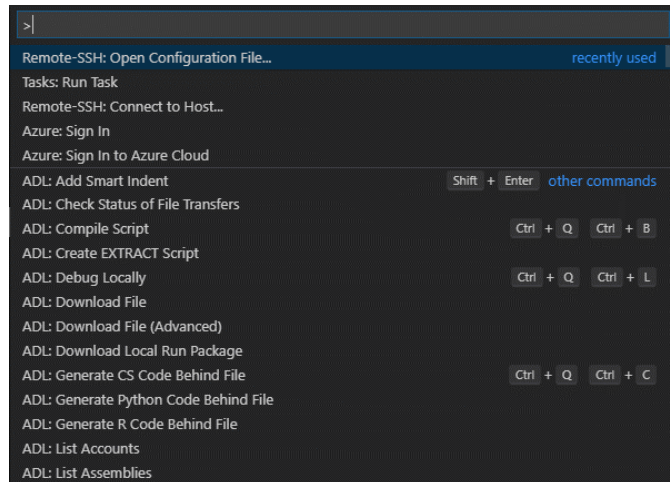 >
Remote-SSH: Open Configuration File... recently used
Tasks: Run Task
Remote-SSH: Connect to Host...
Azure: Sign In
Azure: Sign In to Azure Cloud
ADL: Add Smart Indent Shift + Enter other commands
ADL: Check Status of File Transfers
ADL: Compile Script Ctrl + Q Ctrl + B
ADL: Create EXTRACT Script
ADL: Debug Locally Ctrl + Q Ctrl + L
ADL: Download File
ADL: Download File (Advanced)
ADL: Download Local Run Package
ADL: Generate CS Code Behind File Ctrl + Q Ctrl + C
ADL: Generate Python Code Behind File
ADL: Generate R Code Behind File
ADL: List Accounts
ADL: List Assemblies